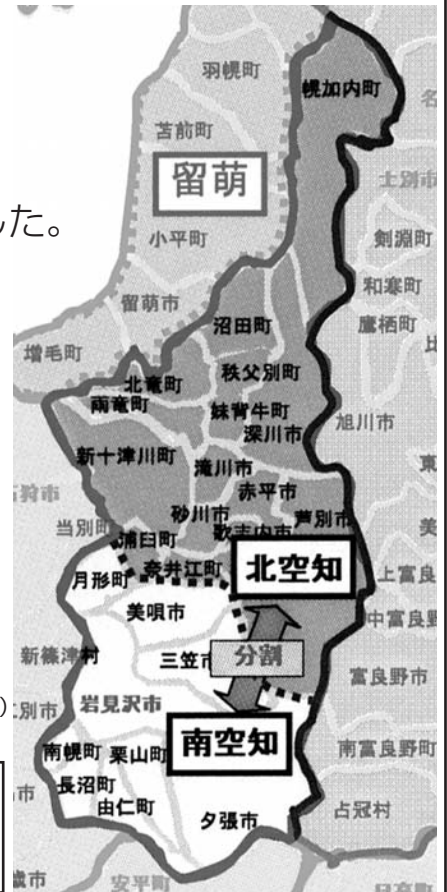 羽幌町
幌加内町
苫前町
留萌
士別市
した。
小平町
剣淵町
和寒町
留萌市
沼田町
鷹栖町
増毛町
秩父別町
北竜町
雨竜町
妹背牛町
深川市
旭川市
新十津川町
滝川市
赤平市
砂川市
芦別市
当別町
歌志内市
浦臼町
奈井江町
北空知
月形町
上富良
美唄市
中富良
新篠津村
三笠市
分割
富良野市
岩見沢市
南空知
南幌町
栗山町
南富良野町
長沼町
由仁町
夕張市
占冠村
安平町